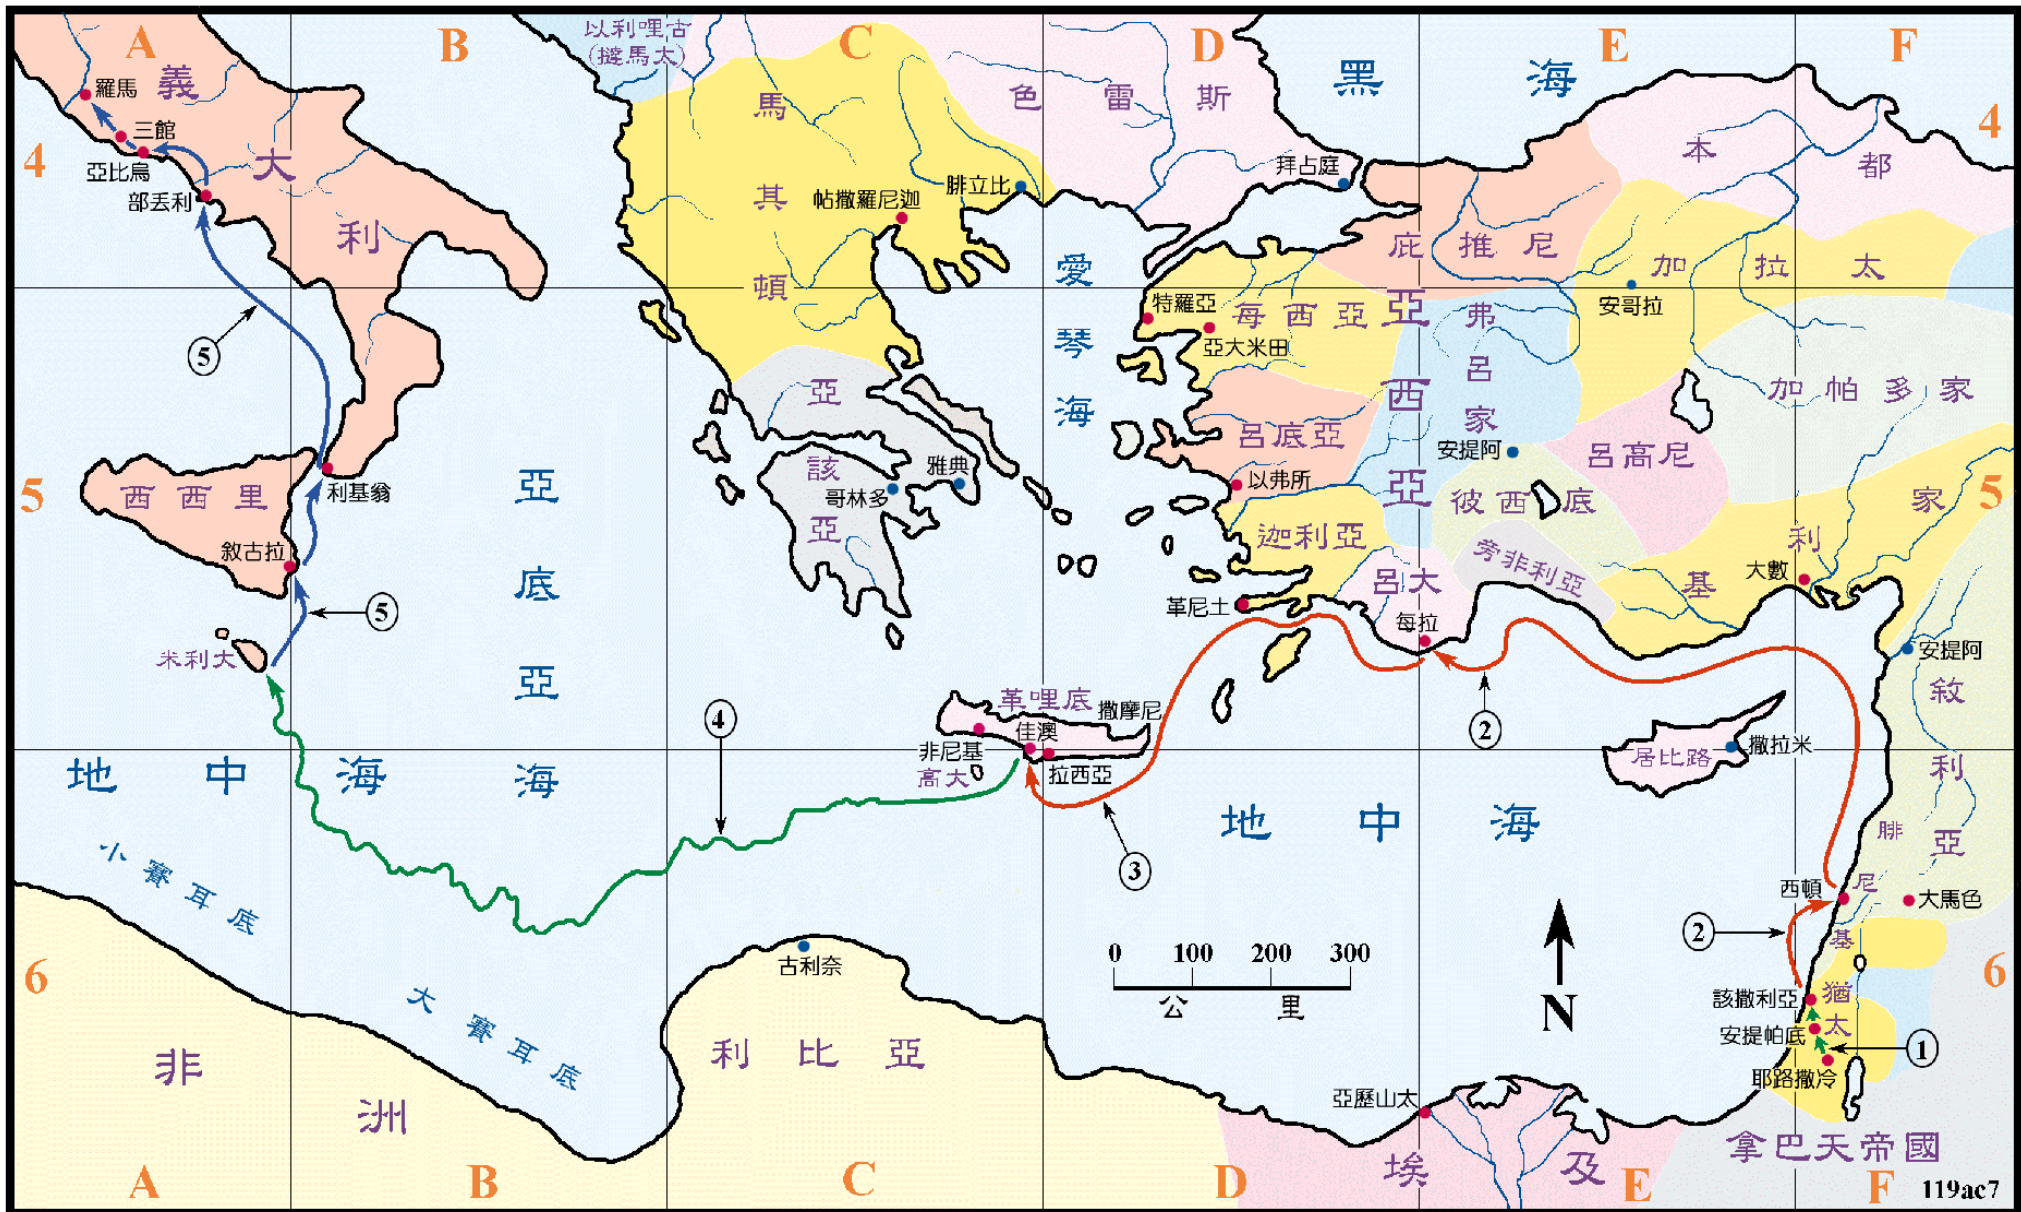 A
B
C
D
E
F
以利哩古
(撻馬太)
黑海
義大利
羅馬
三館
亞比烏
部丟利
4
4
馬其頓
色雷斯
腓立比
帖撒羅尼迦
拜占庭
本都
庇推尼
加拉太
安哥拉
愛琴海
特羅亞
每西亞
亞大米田
亞西亞
弗呂家
加帕多家
5
亞該亞
雅典
哥林多
呂底亞
以弗所
安提阿
呂高尼
彼西底
迦利亞
旁非利亞
呂大
每拉
革尼土
基利家
大數
安提阿
5
5
西西里
利基翁
敘古拉
5
米利大
亞底亞海
地中海
革哩底
撒摩尼
佳澳
非尼基
高大
拉西亞
4
3
2
地中海
居比路
撒拉米
敘利亞
腓尼基
西頓
大馬色
2
小賽耳底
大賽耳底
6
6
古利奈
利比亞
非洲
0 100 200 300
公里
N
該撒利亞
猶太
安提帕底
1
耶路撒冷
亞歷山太
埃及
拿巴天帝國
A
B
C
D
E
F
119ac7